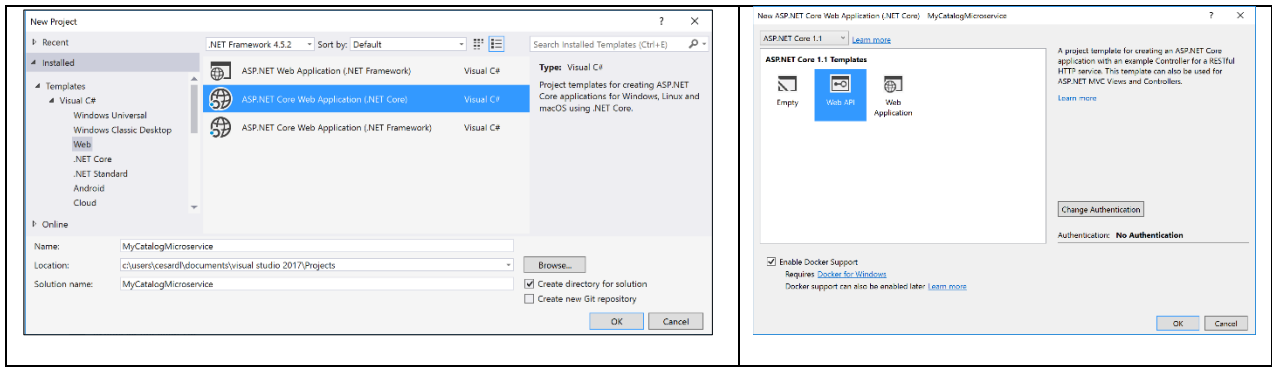 New Project
? ×
Recent
.NET Framework 4.5.2 Sort by: Default
Search Installed Templates (Ctrl+E)
Installed
Templates
Visual C#
Windows Universal
Windows Classic Desktop
Web
.NET Core
.NET Standard
Android
Cloud
Online
ASP.NET Web Application (.NET Framework) Visual C#
ASP.NET Core Web Application (.NET Core) Visual C#
ASP.NET Core Web Application (.NET Framework) Visual C#
Type: Visual C#
Project templates for creating ASP.NET
Core applications for Windows, Linux and
macOS using .NET Core.
Name: MyCatalogMicroservice
Location: c:\users\cesardl\documents\visual studio 2017\Projects
Browse...
Solution name: MyCatalogMicroservice
Create directory for solution
Create new Git repository
OK Cancel
New ASP.NET Core Web Application (.NET Core) MyCatalogMicroservice
? ×
ASP.NET Core 1.1 Learn more
ASP.NET Core 1.1 Templates
Empty
Web API
Web
Application
A project template for creating an ASP.NET Core
application with an example Controller for a RESTful
HTTP service. This template can also be used for
ASP.NET MVC Views and Controllers.
Learn more
Change Authentication
Authentication: No Authentication
Enable Docker Support
Requires Docker for Windows
Docker support can also be enabled later Learn more
OK Cancel